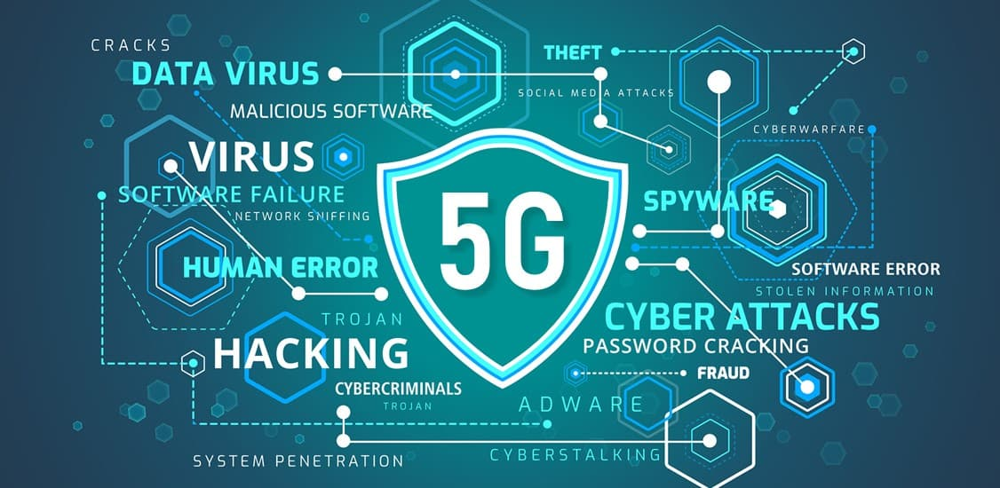 CRACKS
DATA VIRUS
MALICIOUS SOFTWARE
VIRUS
SOFTWARE FAILURE
NETWORK SNIFFING
HUMAN ERROR
TROJAN
HACKING
CYBERCRIMINALS
TROJAN
SYSTEM PENETRATION
5G
THEFT
SOCIAL MEDIA ATTACKS
CYBERWARFARE
SPYWARE
SOFTWARE ERROR
STOLEN INFORMATION
CYBER ATTACKS
PASSWORD CRACKING
FRAUD
ADWARE
CYBERSTALKING